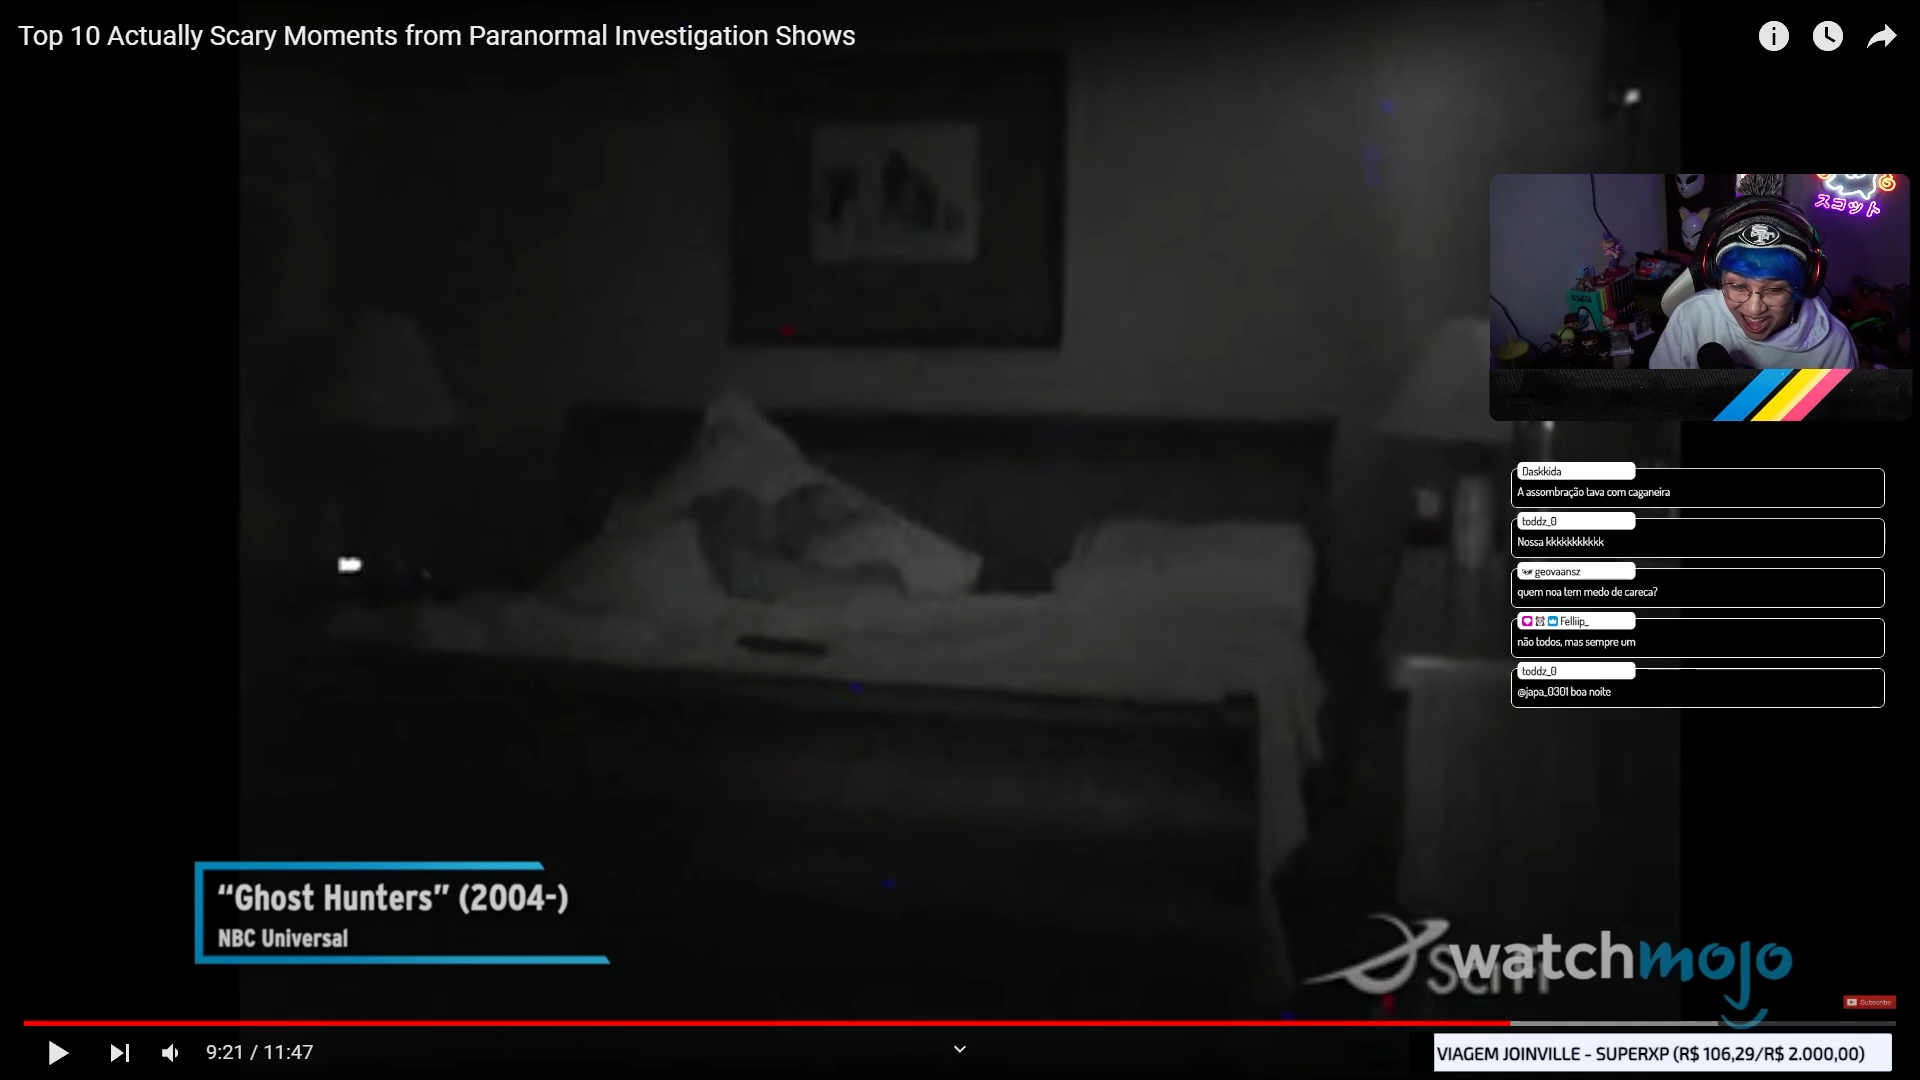 Top 10 Actually Scary Moments from Paranormal Investigation Shows
スコット
Daskkida
A assombração tava com caganeira
toddz_0
Nossa kkkkkkkkkkk
geovaansz
quem noa tem medo de careca?
Felliip_
não todos, mas sempre um
toddz_0
@japa_0301 boa noite
“Ghost Hunters” (2004-)
NBC Universal
watchmojo
Subscribe
9:21 / 11:47
VIAGEM JOINVILLE - SUPERXP (R$ 106,29/R$ 2.000,00)